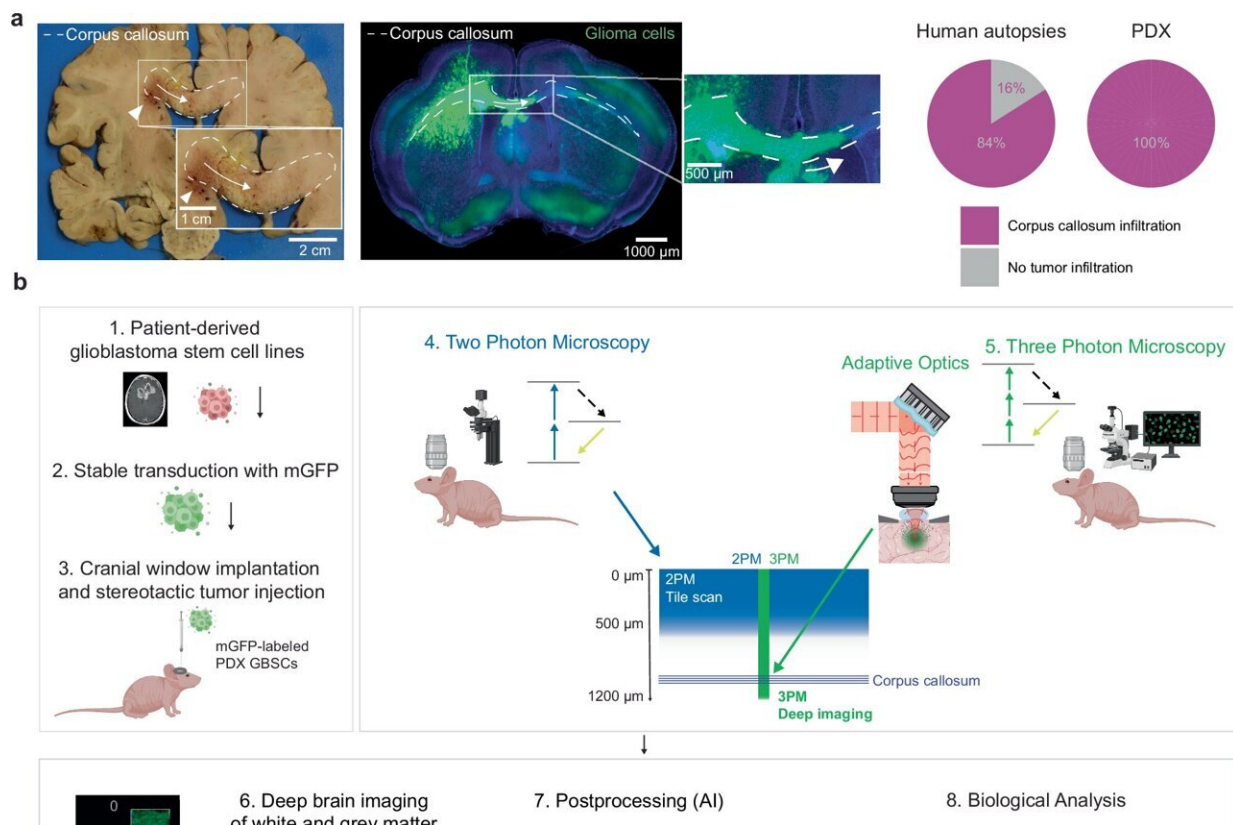 a
Corpus callosum
1 cm
2 cm
Corpus callosum
Glioma cells
1000 µm
500 µm
Human autopsies
PDX
16%
84%
100%
Corpus callosum infiltration
No tumor infiltration
b
1. Patient-derived
glioblastoma stem cell lines
2. Stable transduction with mGFP
3. Cranial window implantation
and stereotactic tumor injection
mGFP-labeled
PDX GBSCs
4. Two Photon Microscopy
Adaptive Optics
5. Three Photon Microscopy
2PM 3PM
0 µm
2PM
Tile scan
500 µm
Corpus callosum
1200 µm
3PM
Deep imaging
0
6. Deep brain imaging
of white and grey matter
7. Postprocessing (AI)
8. Biological Analysis